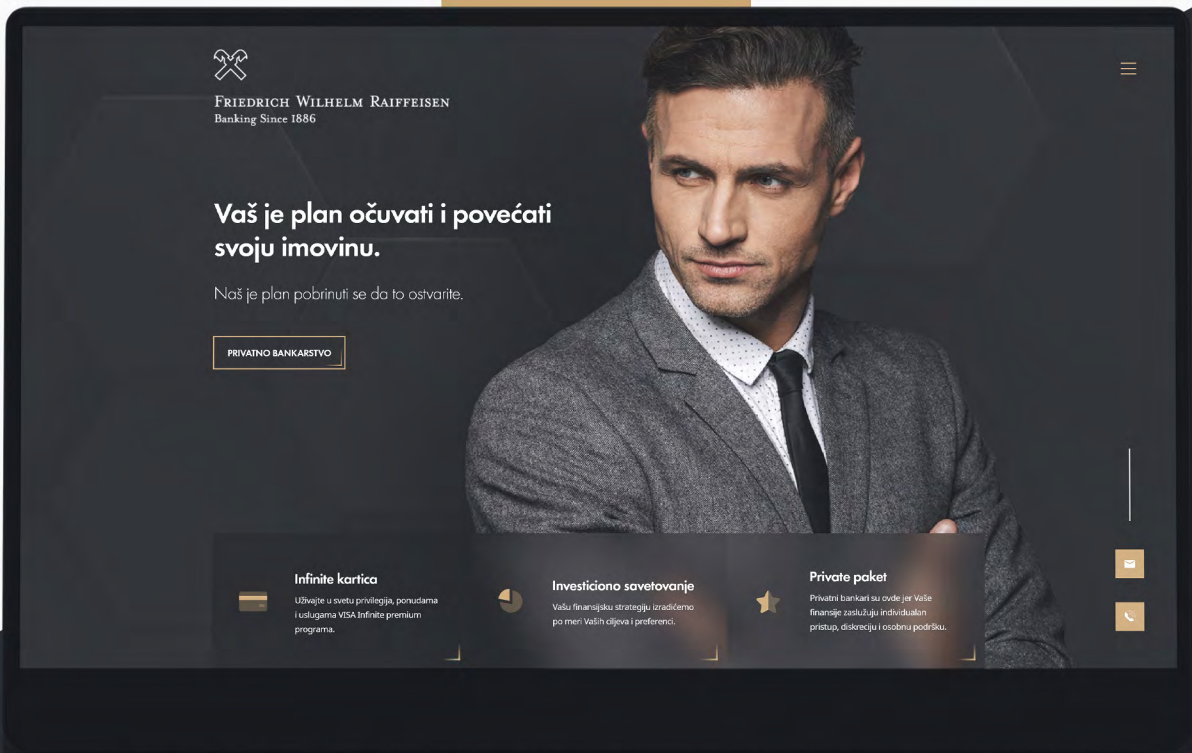 FRIEDRICH WILHELM RAIFFEISEN
Banking Since 1886
Vaš je plan očuvati i povećati
svoju imovinu.
Naš je plan pobrinuti se da to ostvarite.
PRIVATNO BANKARSTVO
Infinite kartica
Uživajte u svetu privilegija, ponudama
i uslugama VISA Infinite premium
programa.
Investiciono savetovanje
Vašu finansijsku strategiju izradićemo
po meri Vaših ciljeva i preferenci.
Private paket
Privatni bankari su ovde jer Vaše
finansije zaslužuju individualan
pristup, diskreciju i osobnu podršku.